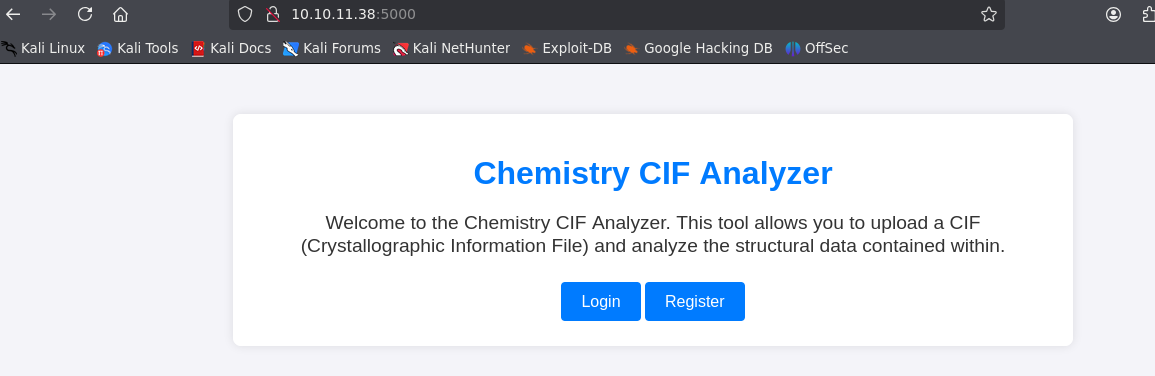 10.10.11.38:5000
Kali Linux Kali Tools Kali Docs Kali Forums Kali NetHunter Exploit-DB Google Hacking DB OffSec
Chemistry CIF Analyzer
Welcome to the Chemistry CIF Analyzer. This tool allows you to upload a CIF
(Crystallographic Information File) and analyze the structural data contained within.
Login Register